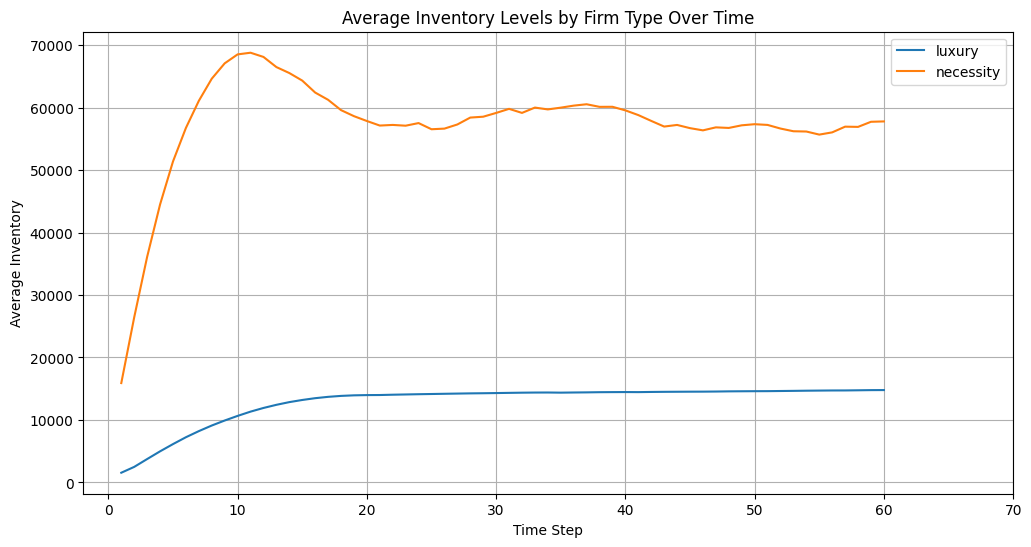 Average Inventory Levels by Firm Type Over Time
luxury
necessity
Average Inventory
70000
60000
50000
40000
30000
20000
10000
0
0 10 20 30 40 50 60 70
Time Step